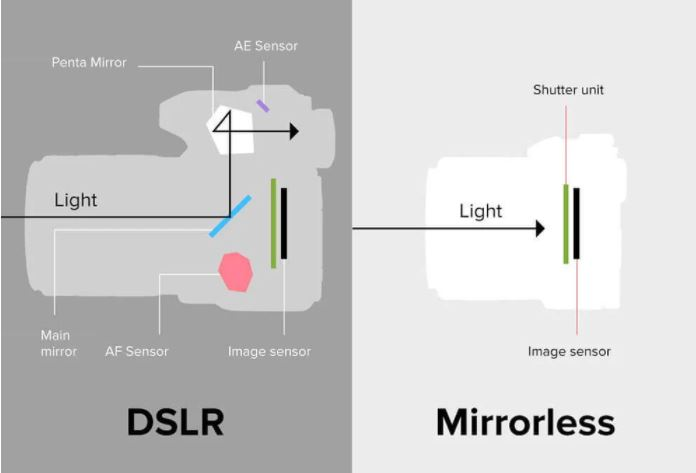 AE Sensor
Penta Mirror
Light
Main
mirror
AF Sensor
Image sensor
DSLR
Shutter unit
Light
Image sensor
Mirrorless